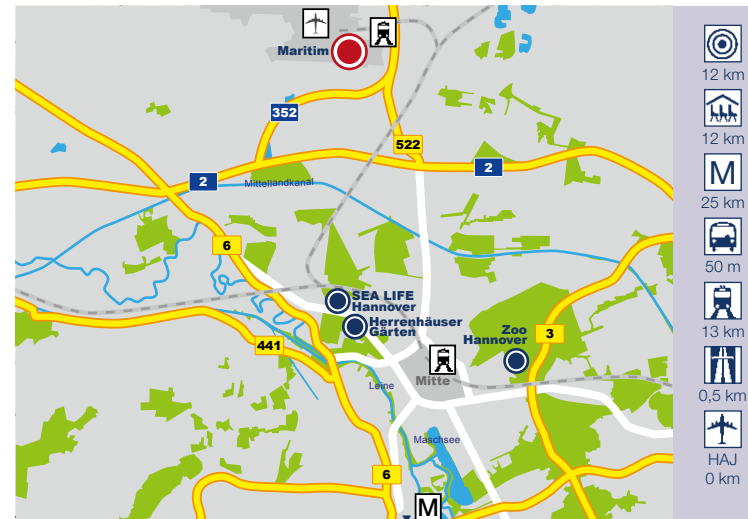 Maritim
352
522
2
2
Mittellandkanal
6
SEA LIFE
Hannover
Herrenhäuser
Gärten
Zoo
Hannover
3
441
Mitte
Leine
Maschsee
6
M
12 km
12 km
M
25 km
50 m
13 km
0,5 km
HAJ
0 km